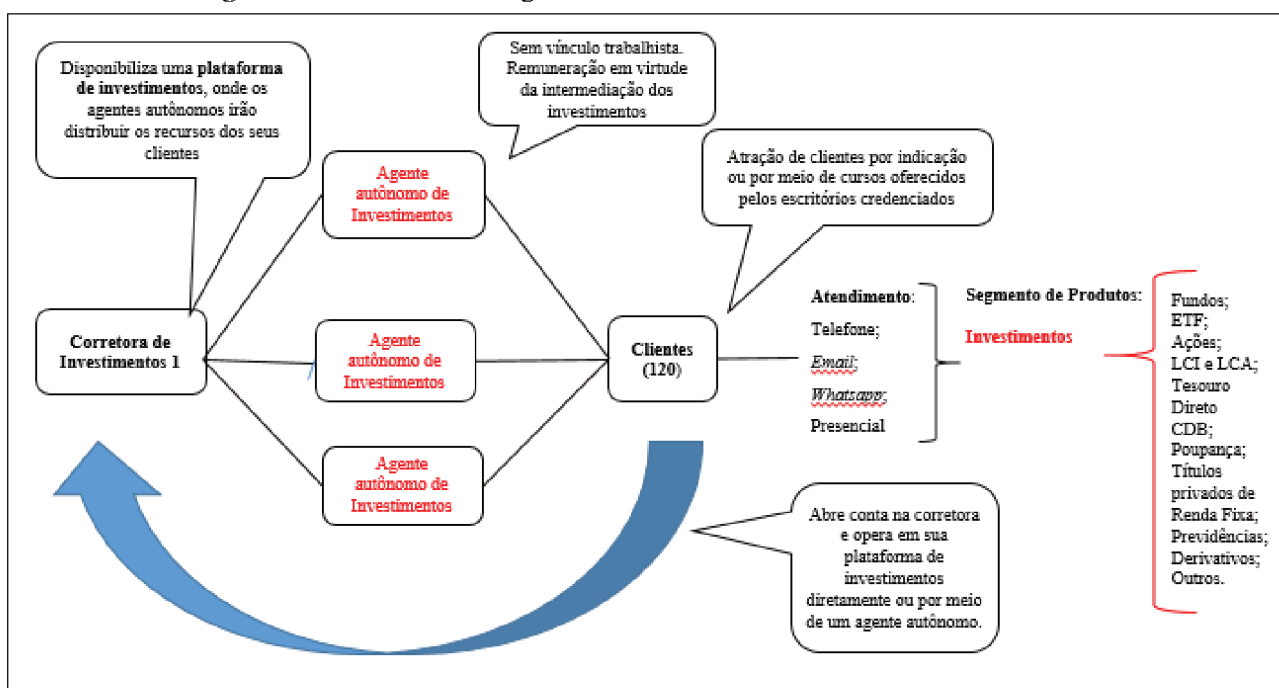 Disponibiliza uma plataforma
de investimentos, onde os
agentes autônomos irão
distribuir os recursos dos seus
clientes
Sem vínculo trabalhista.
Remuneração em virtude
da intermediação dos
investimentos
Atração de clientes por indicação
ou por meio de cursos oferecidos
pelos escritórios credenciados
Agente
autônomo de
Investimentos
Corretora de
Investimentos 1
Agente
autônomo de
Investimentos
Agente
autônomo de
Investimentos
Clientes
(120)
Atendimento:
Telefone;
Email;
Whatsapp;
Presencial
Segmento de Produtos:
Investimentos
Fundos;
ETF;
Ações;
LCI e LCA;
Tesouro
Direto
CDB;
Poupança;
Títulos
privados de
Renda Fixa;
Previdências;
Derivativos;
Outros.
Abre conta na corretora
e opera em sua
plataforma de
investimentos
diretamente ou por meio
de um agente autônomo.